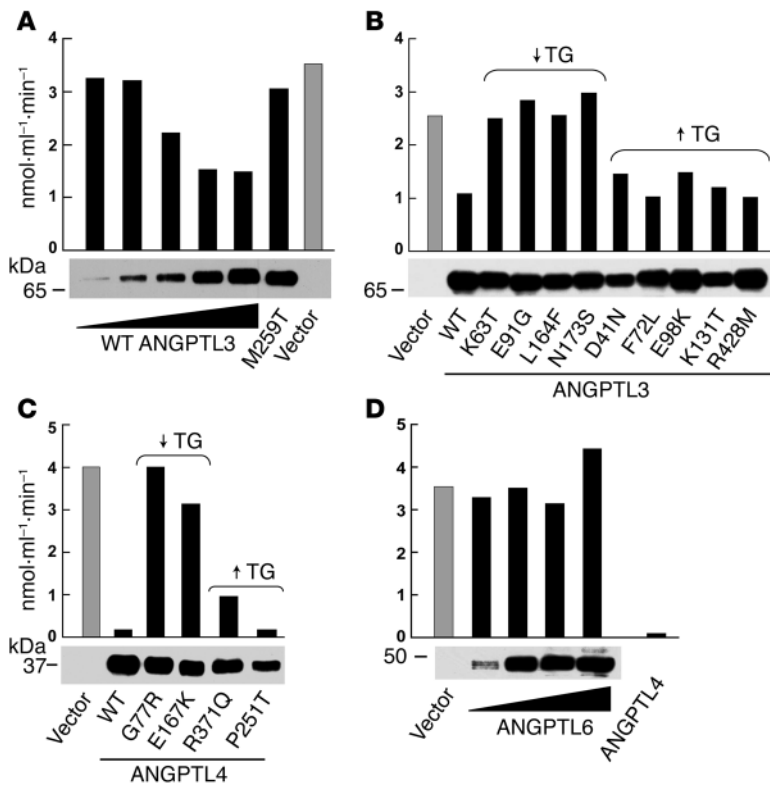 A
nmol·ml⁻¹·min⁻¹
4
3
2
1
0
kDa
65
WT ANGPTL3
M259T
Vector
B
4
3
2
1
0
↓ TG
↑ TG
65
Vector
WT
K63T
E91G
L164F
N173S
D41N
F72L
E98K
K131T
R428M
ANGPTL3
C
nmol·ml⁻¹·min⁻¹
5
4
3
2
1
0
↓ TG
↑ TG
kDa
37
Vector
WT
G77R
E167K
R371Q
P251T
ANGPTL4
D
5
4
3
2
1
0
50
Vector
ANGPTL6
ANGPTL4